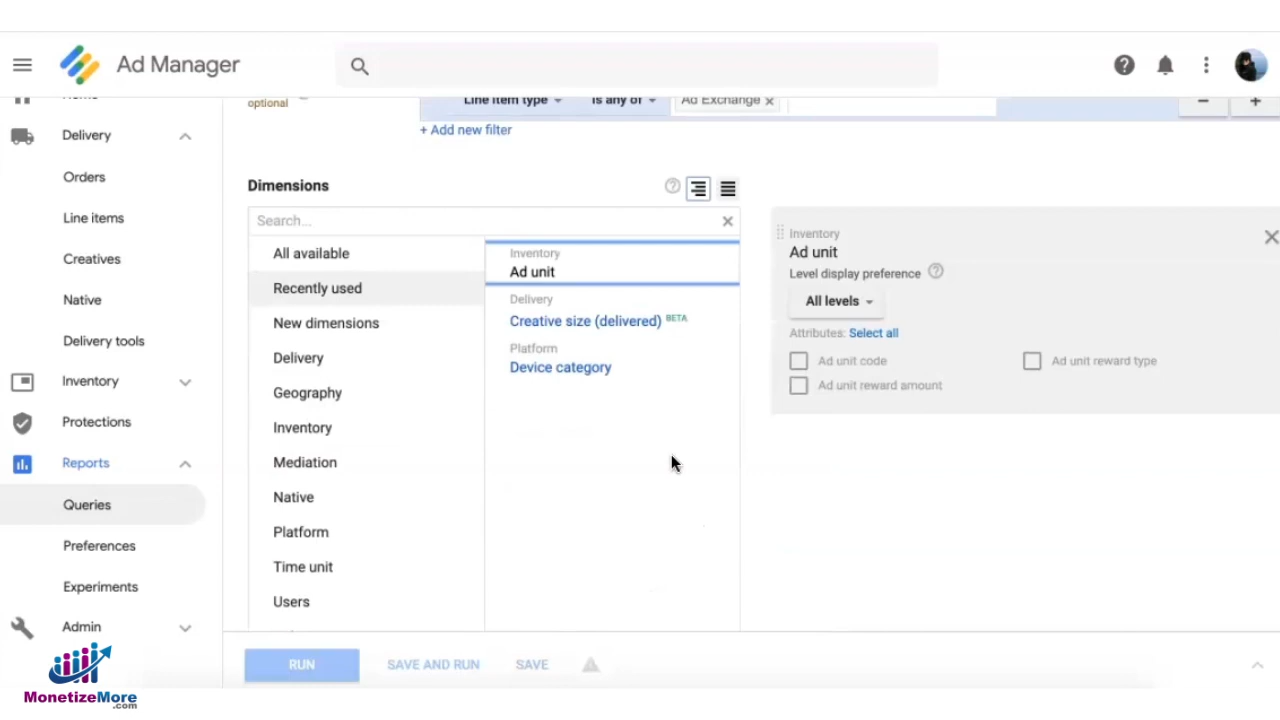 Ad Manager
Home
optional
Line item type
is any of
Ad Exchange
+ Add new filter
Delivery
Orders
Line items
Creatives
Native
Delivery tools
Inventory
Protections
Reports
Queries
Preferences
Experiments
Admin
MonetizeMore
.com
Dimensions
Search...
All available
Recently used
New dimensions
Delivery
Geography
Inventory
Mediation
Native
Platform
Time unit
Users
Inventory
Ad unit
Delivery
Creative size (delivered) BETA
Platform
Device category
Inventory
Ad unit
Level display preference
All levels
Attributes: Select all
Ad unit code
Ad unit reward type
Ad unit reward amount
RUN
SAVE AND RUN
SAVE